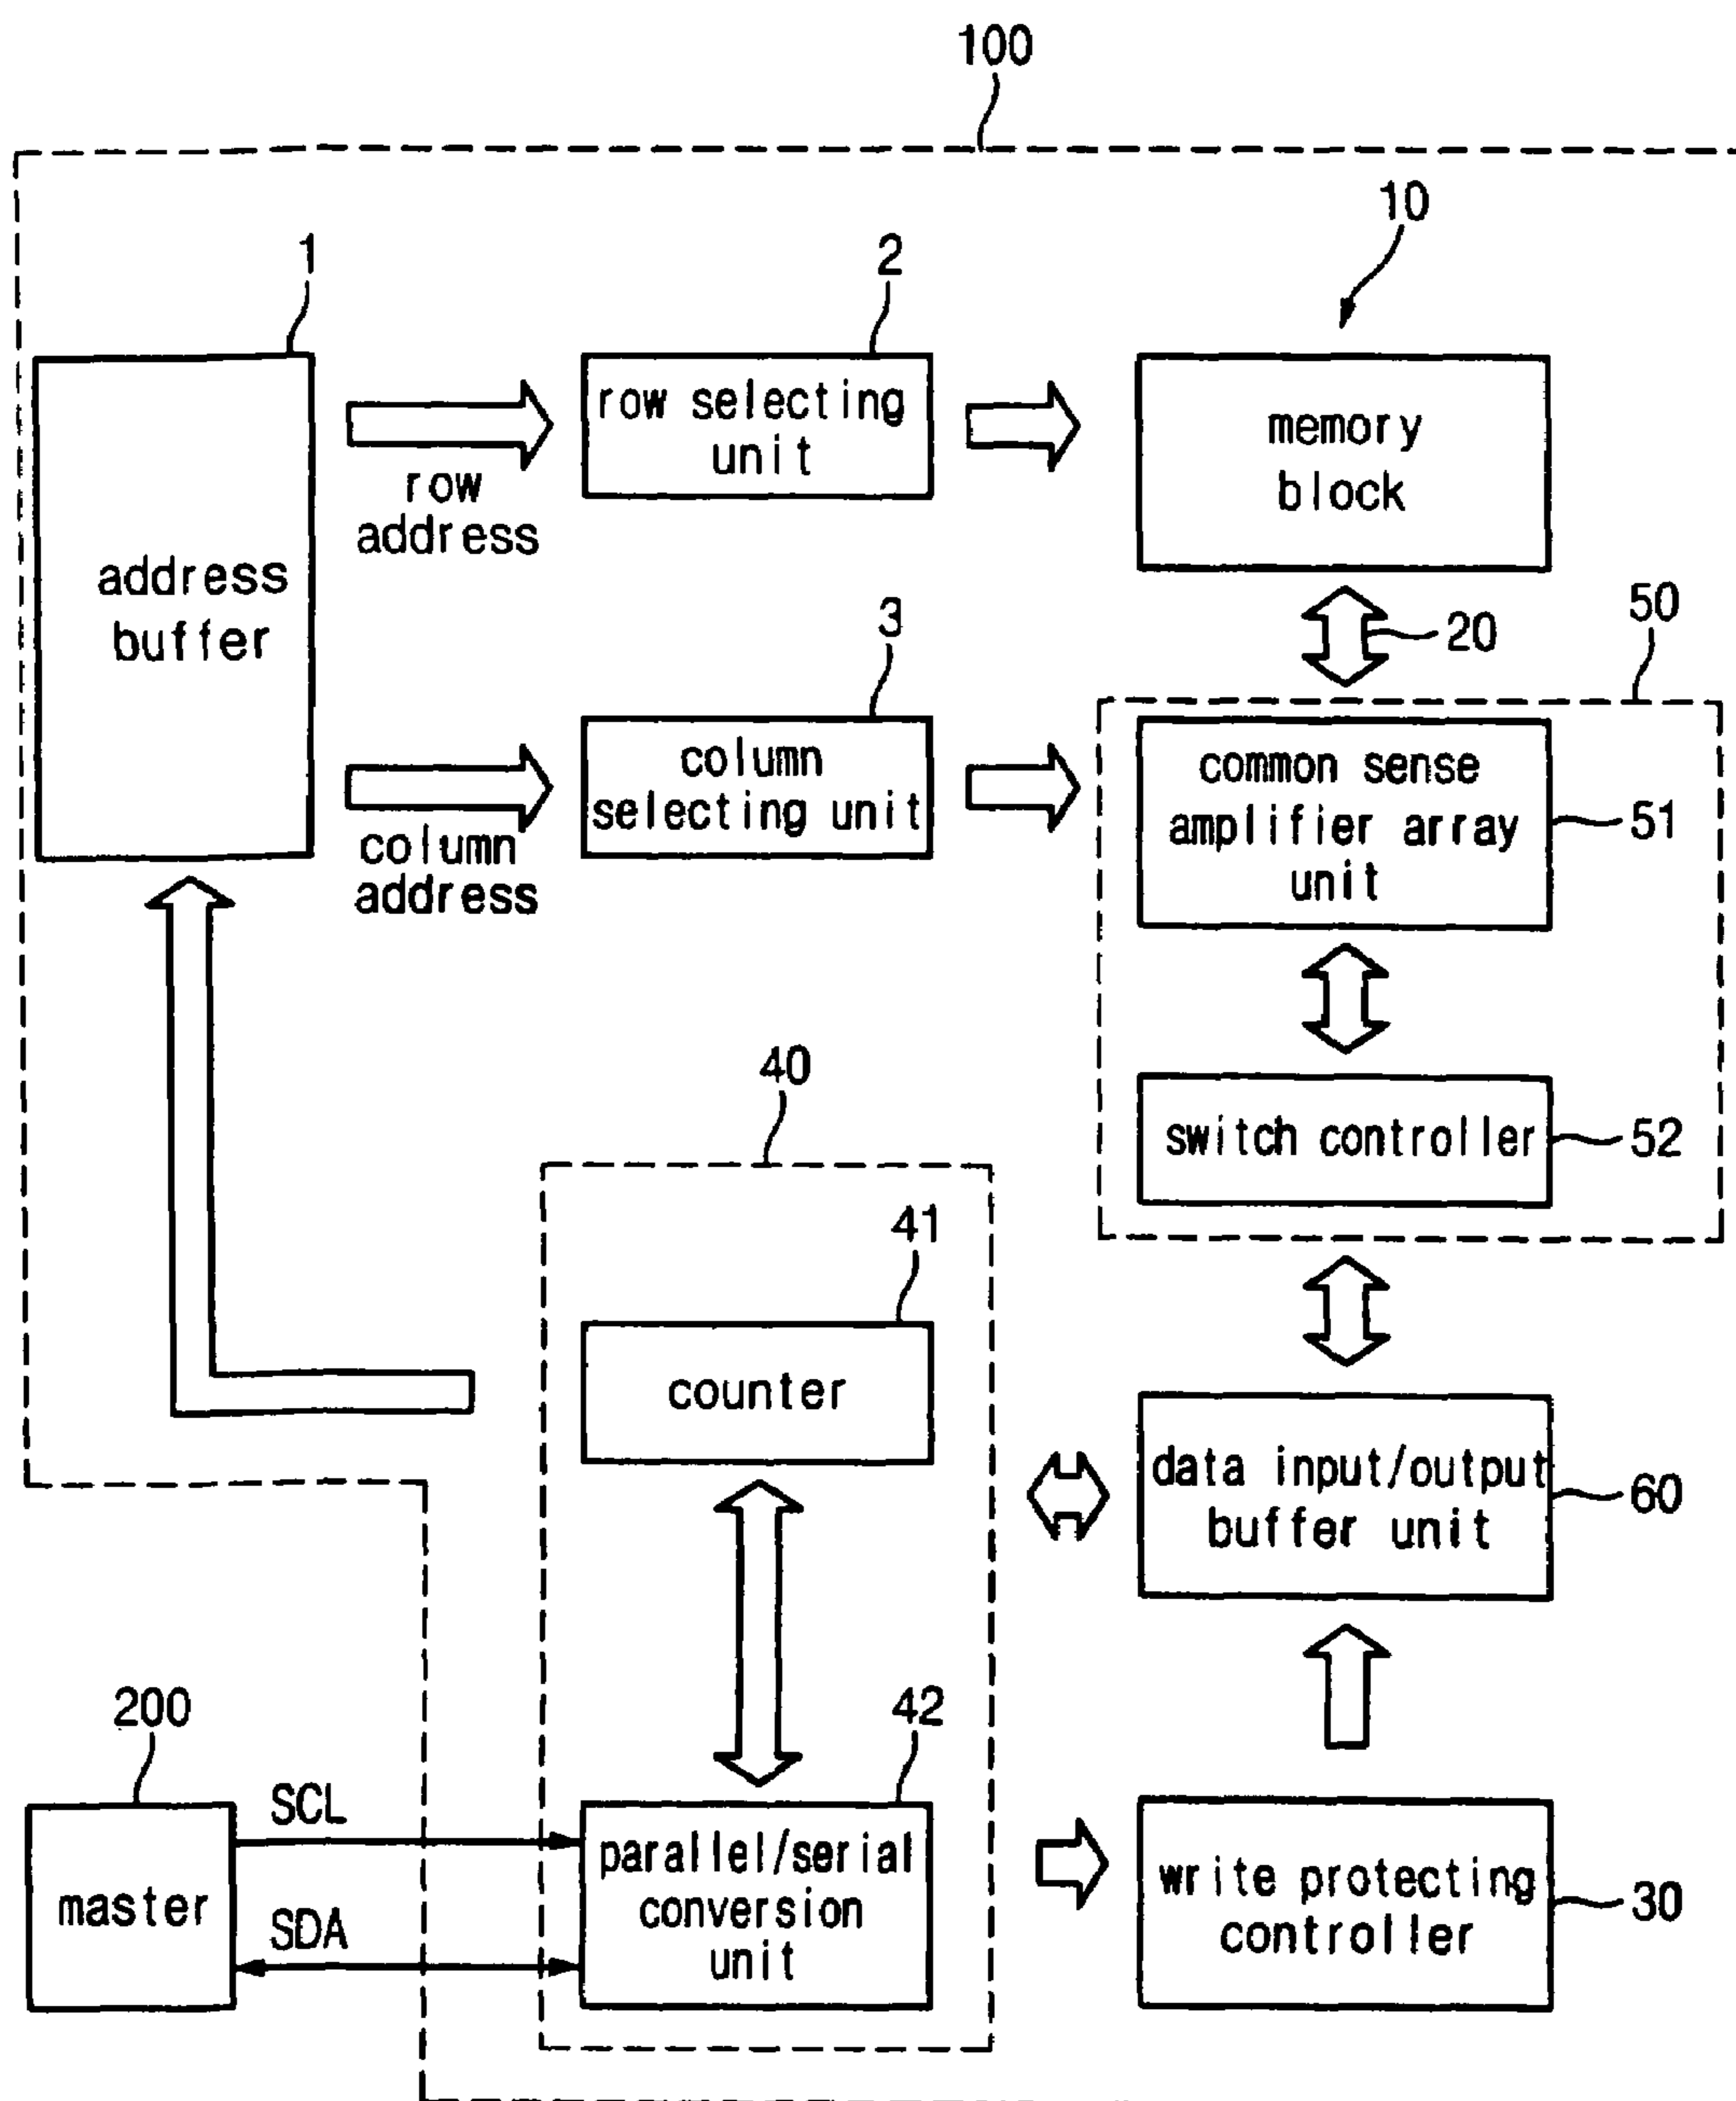 100
10
1
2
row selecting
unit
memory
block
row
address
address
buffer
20
50
3
column
selecting unit
common sense
amplifier array
unit
51
column
address
40
switch controller
52
41
counter
data input/output
buffer unit
60
200
42
SCL
master
SDA
parallel/serial
conversion
unit
write protecting
controller
30